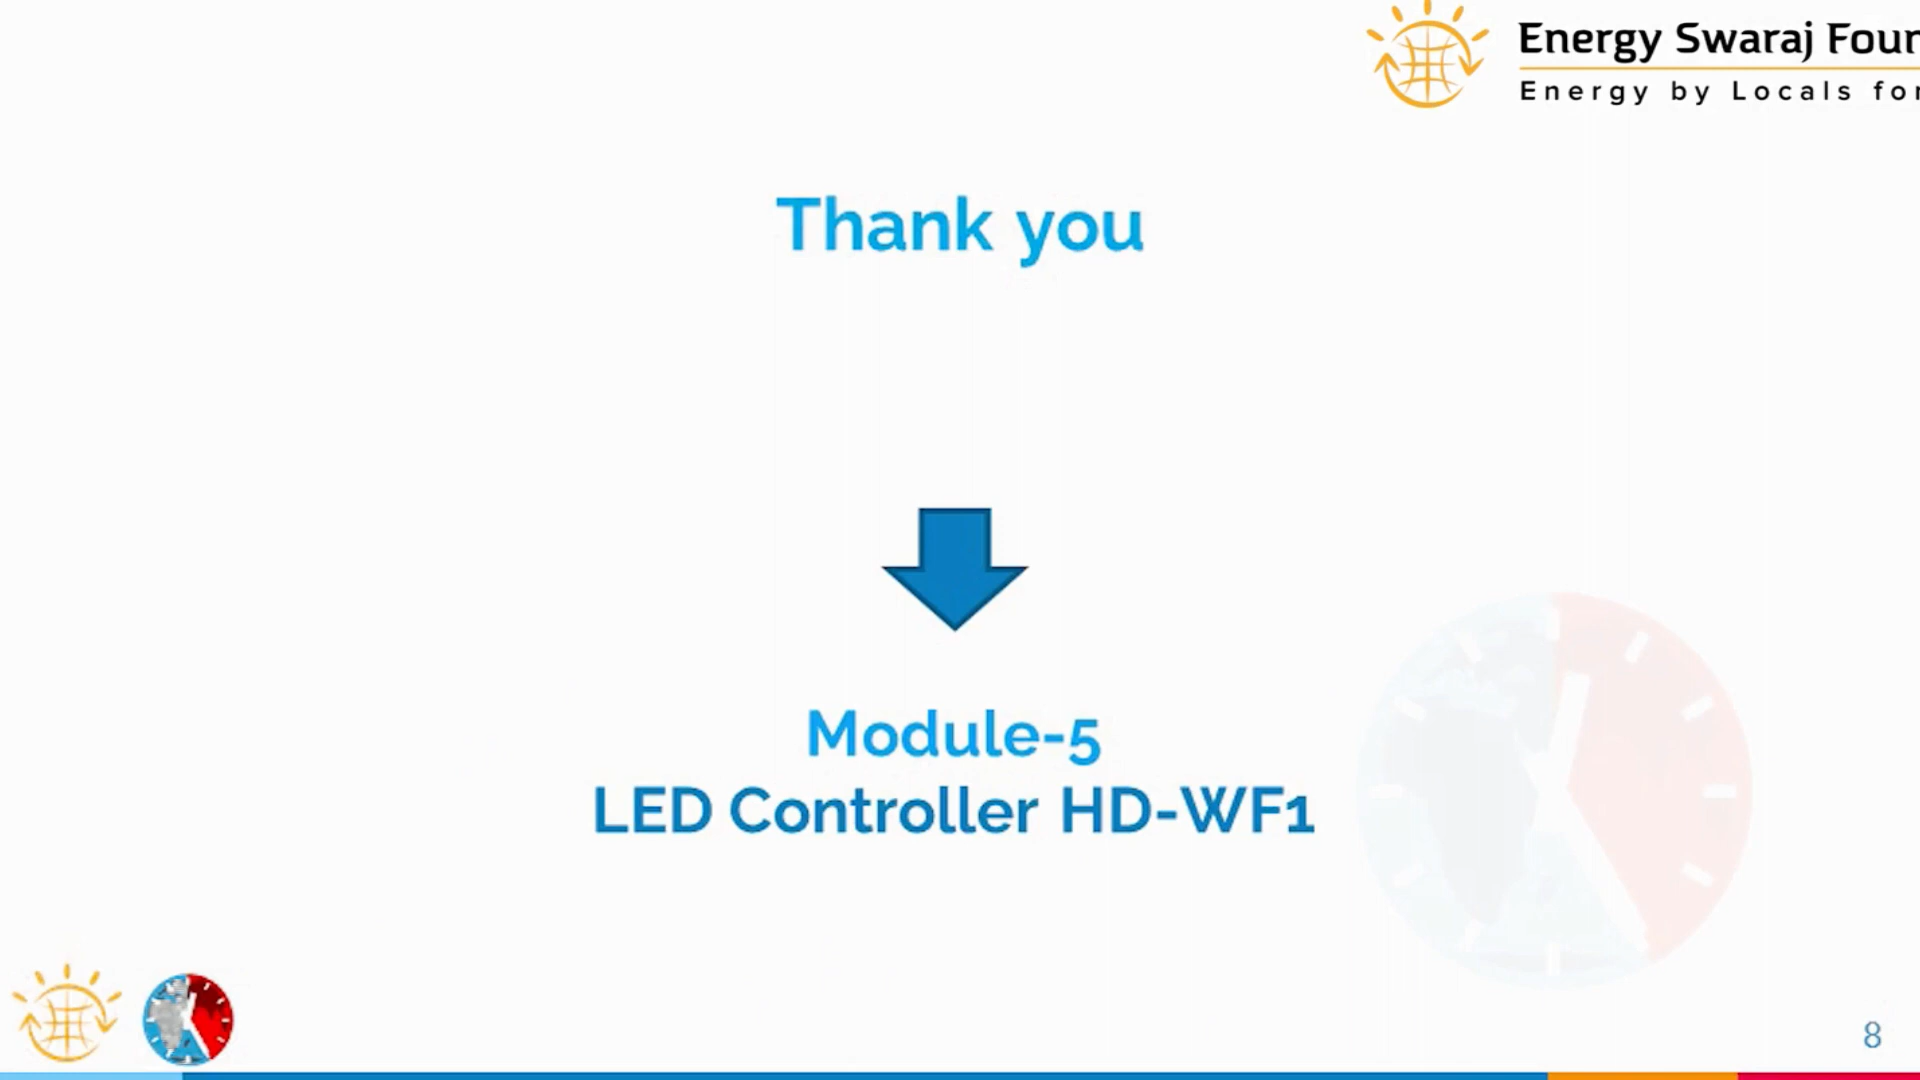 Energy Swaraj Foun
Energy by Locals for
Thank you
Module-5
LED Controller HD-WF1
8